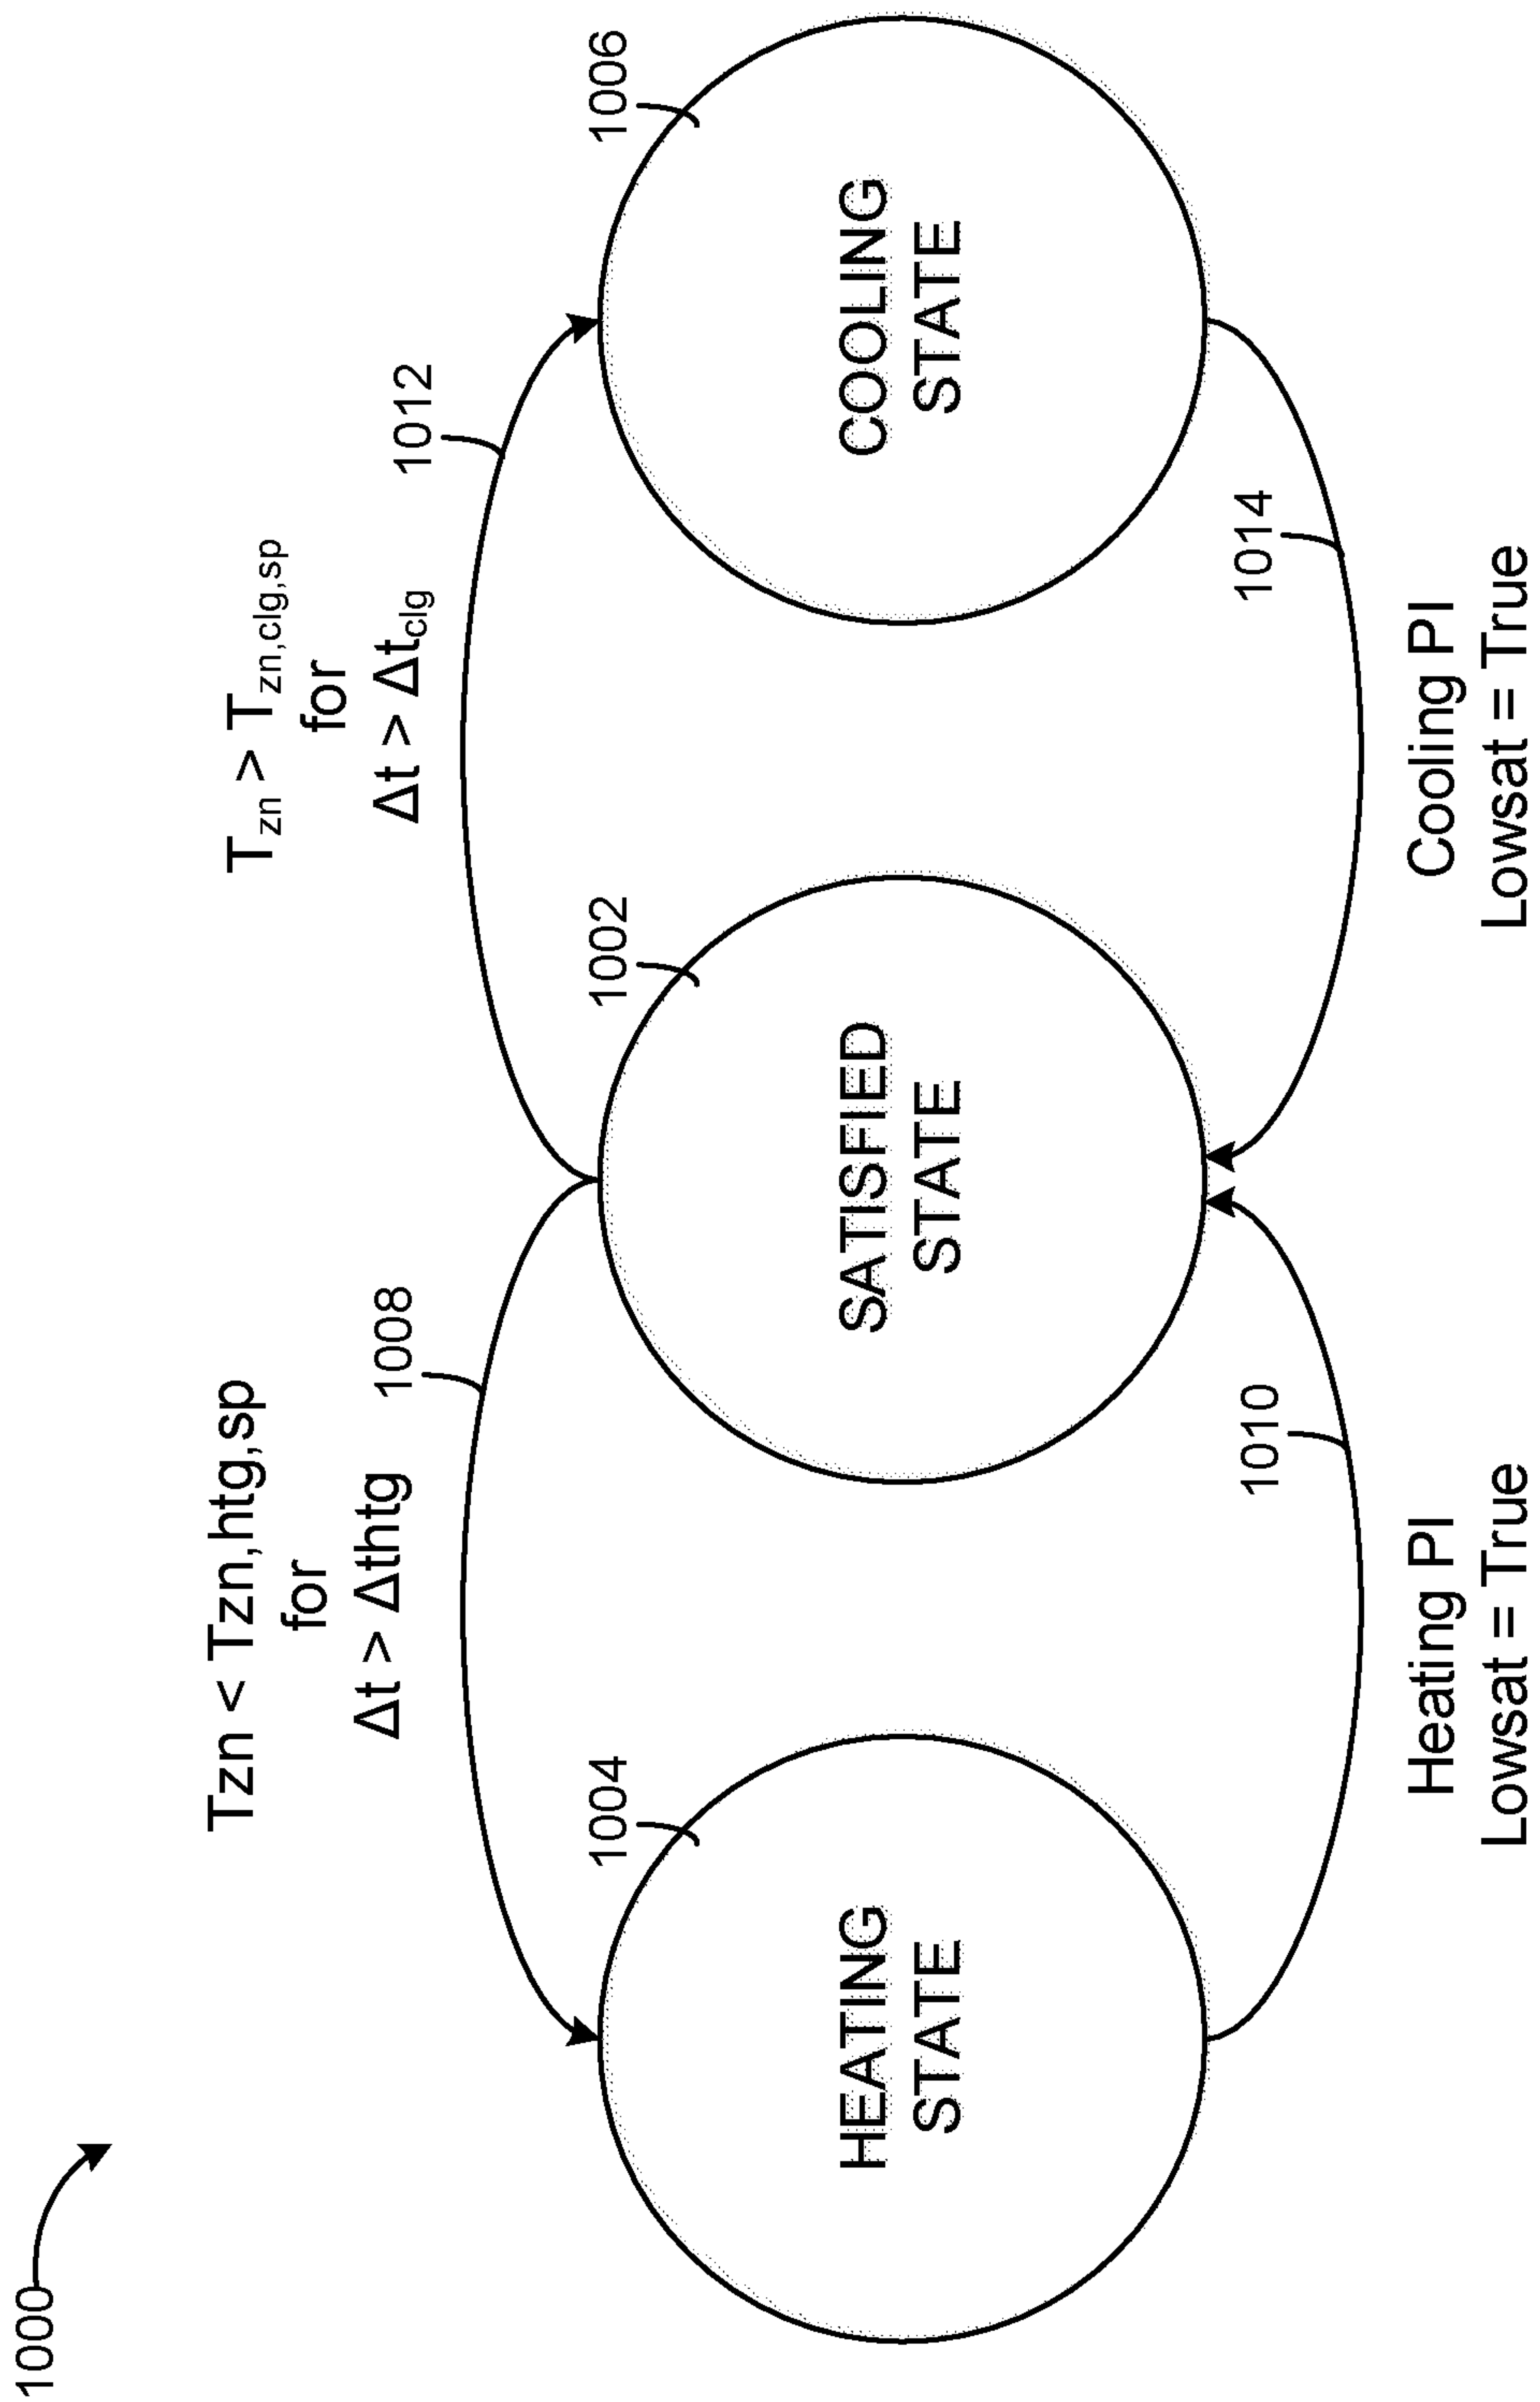 1000
Tzn < Tzn,htg,sp
for
Δt > Δthtg
1008
Tzn > Tzn,clg,sp
for
Δt > Δtclg
1012
1004
HEATING
STATE
1002
SATISFIED
STATE
1006
COOLING
STATE
1010
Heating PI
Lowsat = True
1014
Cooling PI
Lowsat = True